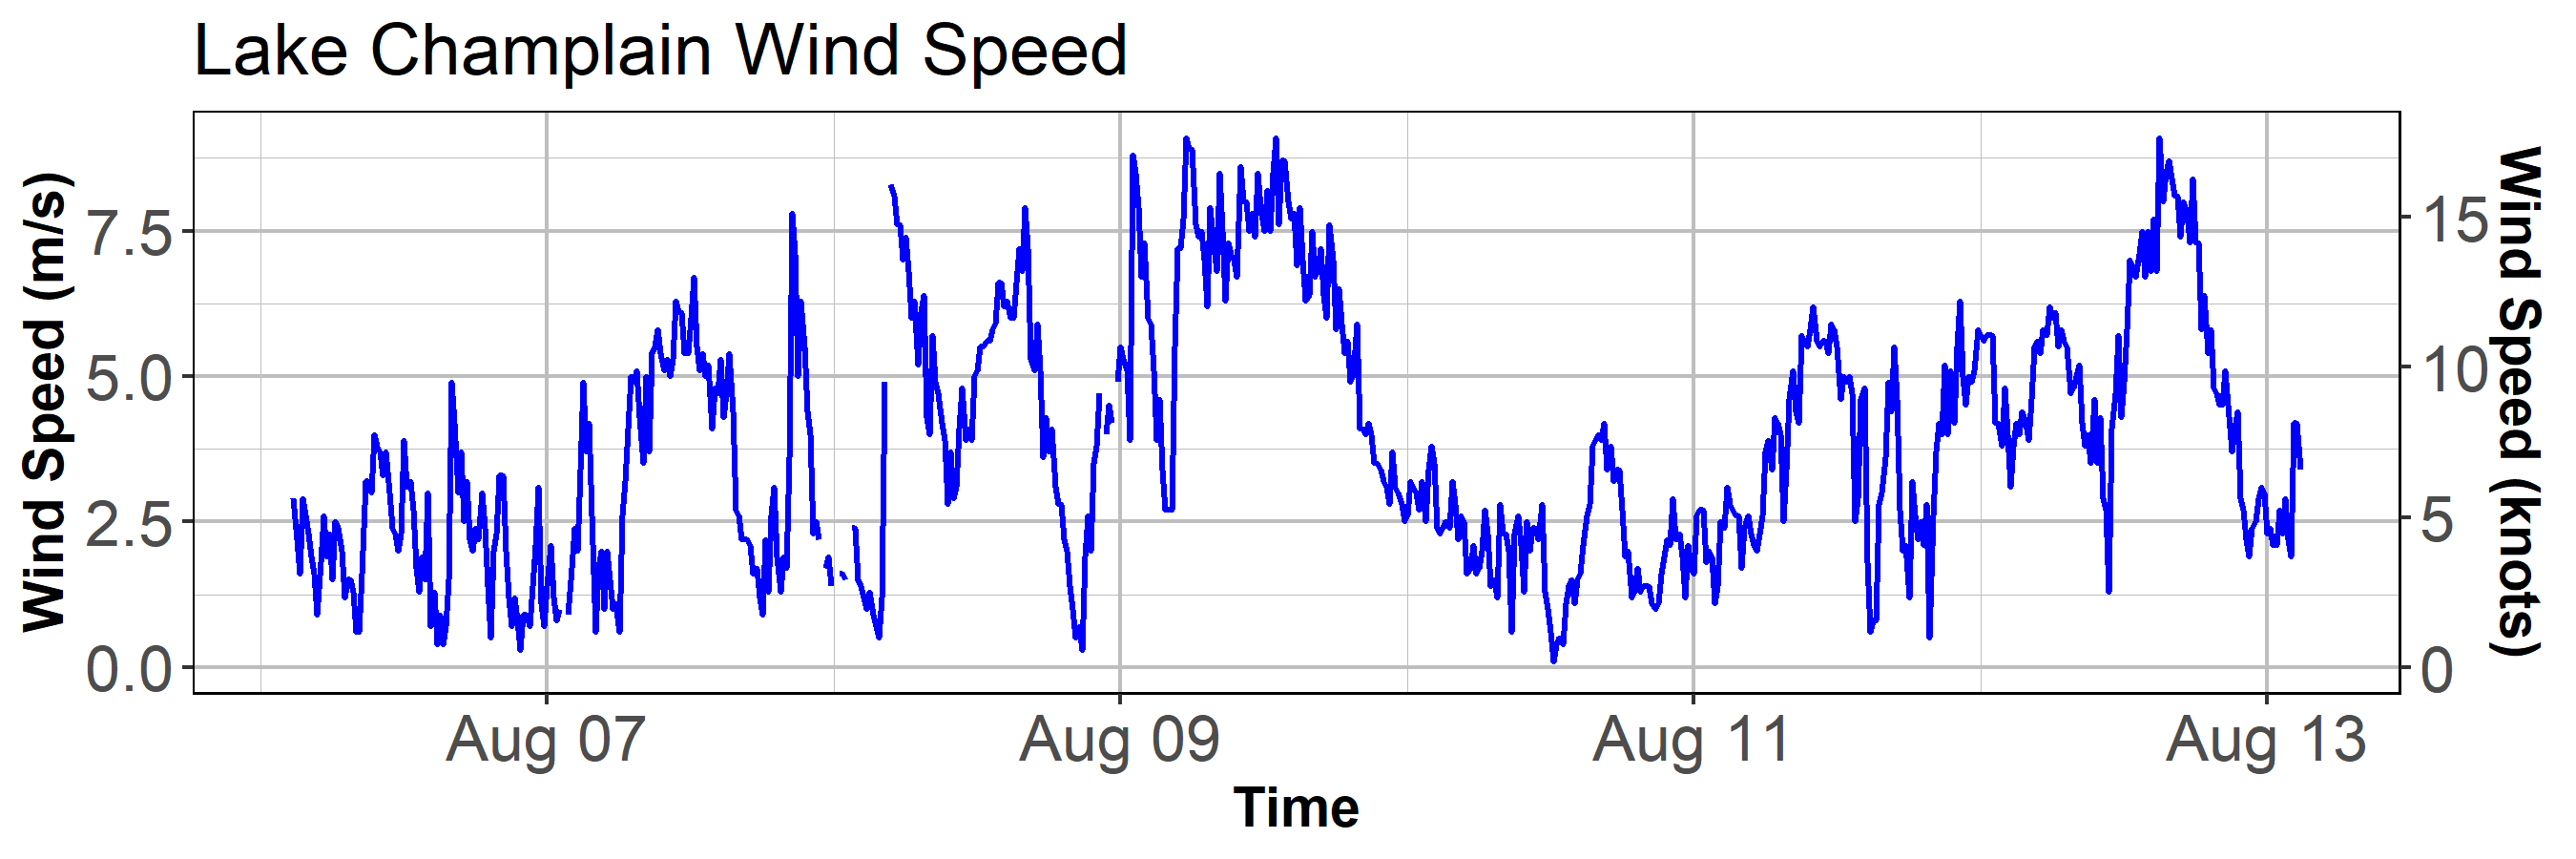 Lake Champlain Wind Speed
Wind Speed (m/s)
7.5
5.0
2.5
0.0
15
10
5
0
Wind Speed (knots)
Aug 07
Aug 09
Aug 11
Aug 13
Time